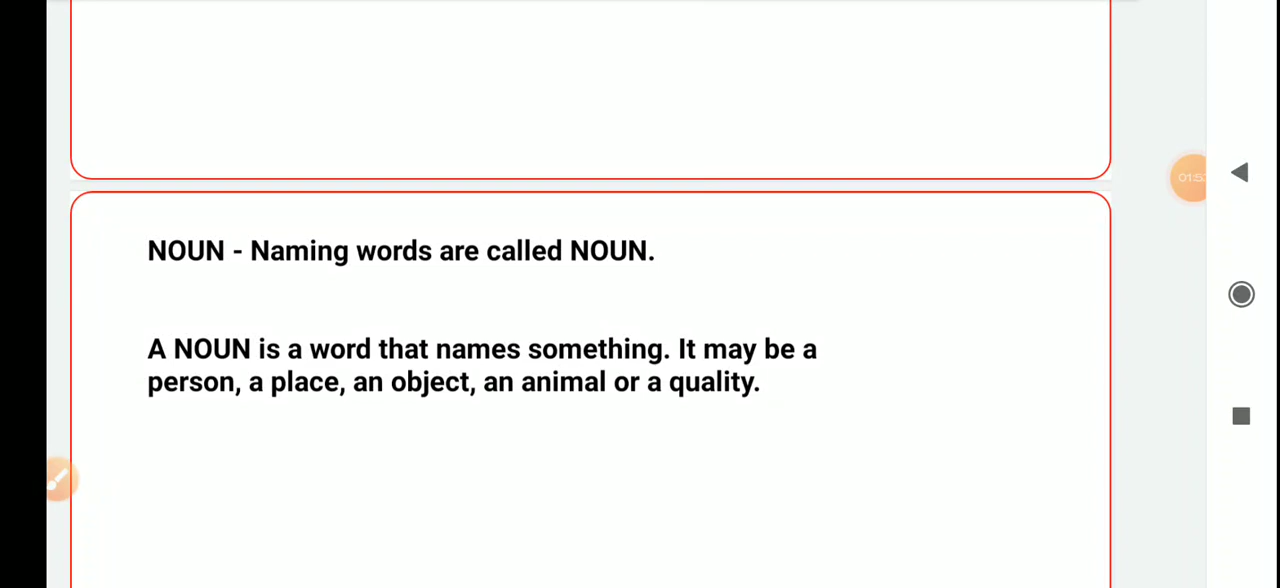 NOUN - Naming words are called NOUN.
A NOUN is a word that names something. It may be a
person, a place, an object, an animal or a quality.